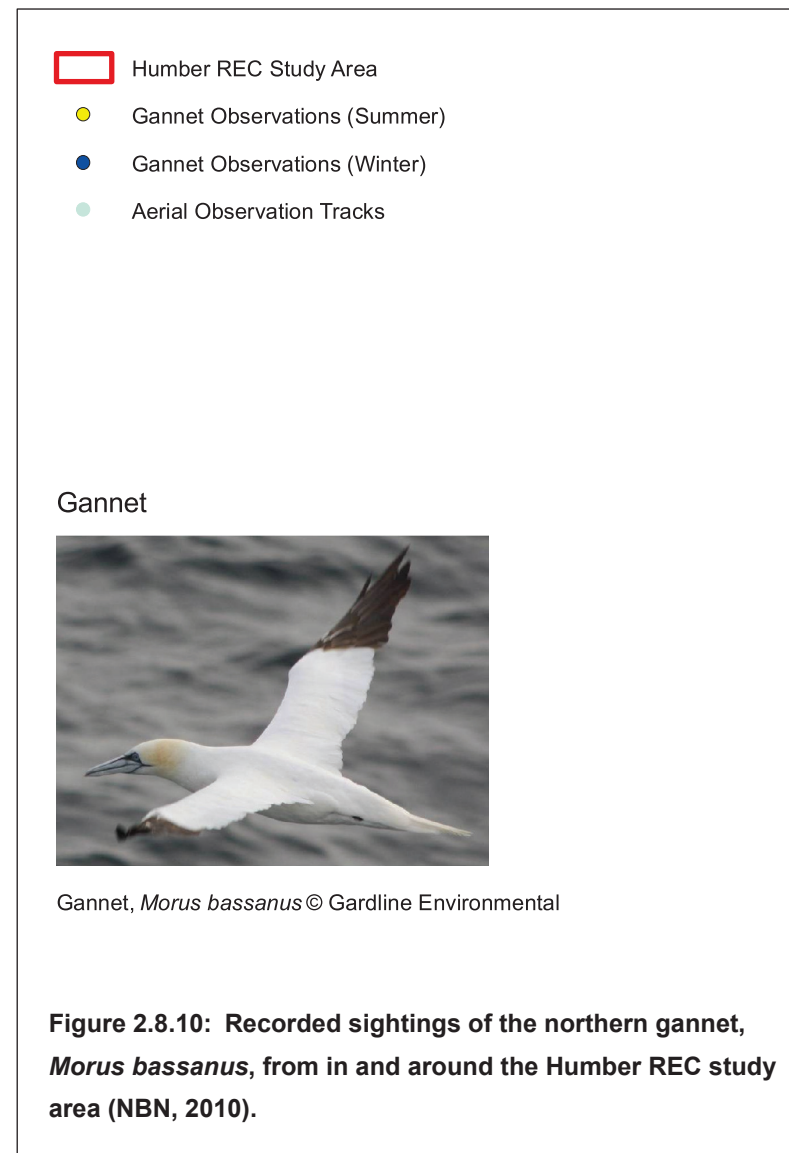 Humber REC Study Area
Gannet Observations (Summer)
Gannet Observations (Winter)
Aerial Observation Tracks
Gannet
Gannet, Morus bassanus © Gardline Environmental
Figure 2.8.10: Recorded sightings of the northern gannet,
Morus bassanus, from in and around the Humber REC study
area (NBN, 2010).